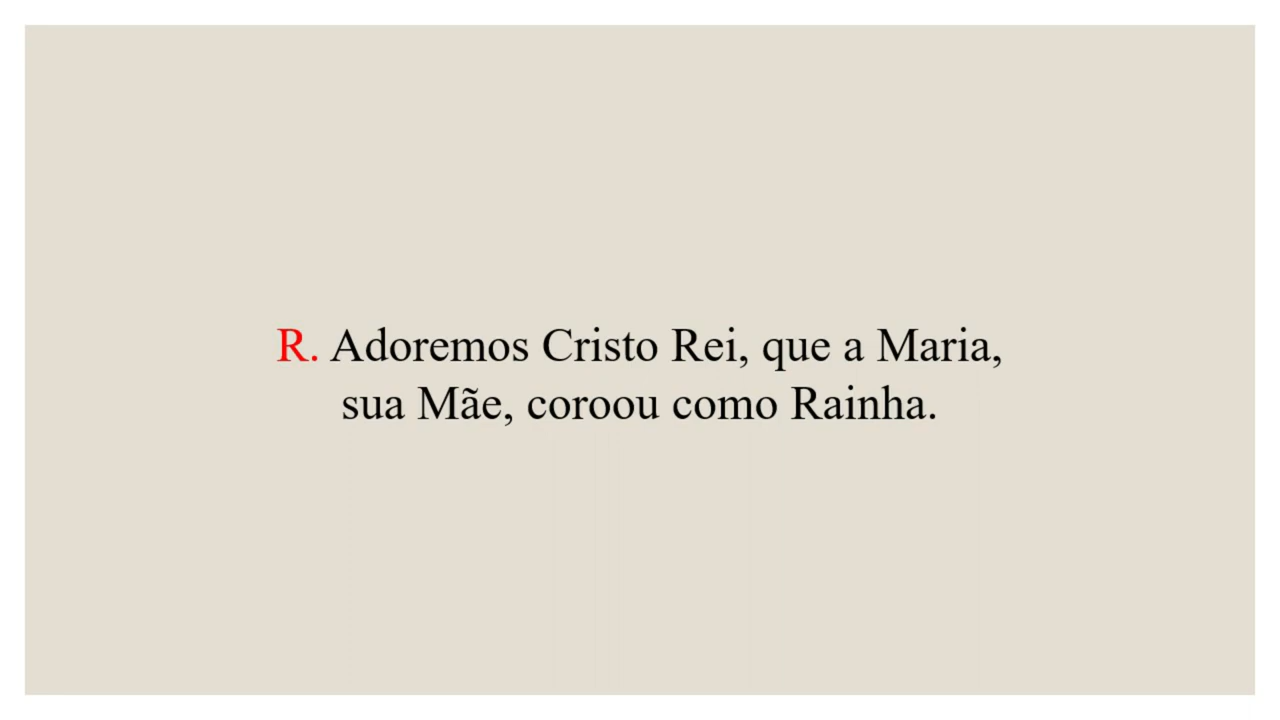 R. Adoremos Cristo Rei, que a Maria,
sua Mãe, coroou como Rainha.